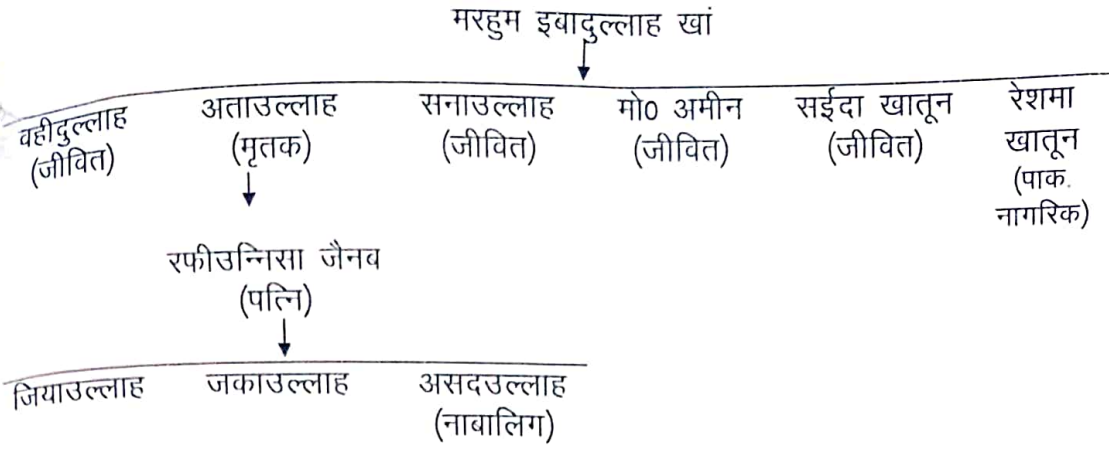 मरहुम इबादुल्लाह खां
वहीदुल्लाह अताउल्लाह सनाउल्लाह मो0 अमीन सईदा खातून रेशमा
(जीवित) (मृतक) (जीवित) (जीवित) (जीवित) खातून
(पाक.
नागरिक)
रफीउन्निसा जैनब
(पत्नि)
जियाउल्लाह जकाउल्लाह असदउल्लाह
(नाबालिग)